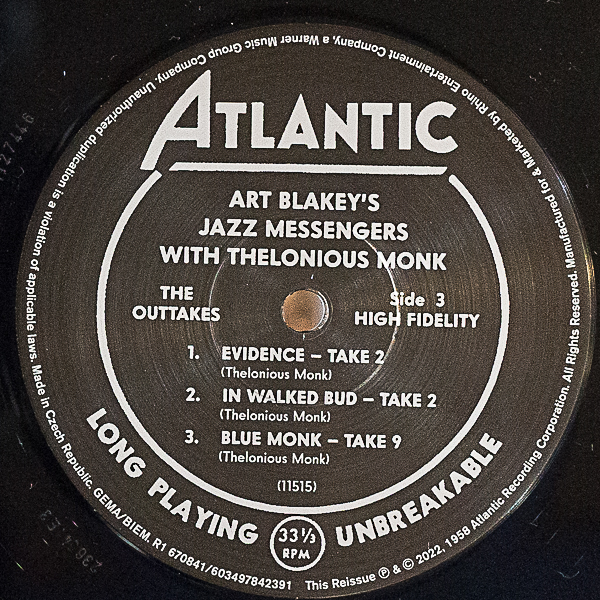 ATLANTIC
ART BLAKEY'S
JAZZ MESSENGERS
WITH THELONIOUS MONK
THE
OUTTAKES
Side 3
HIGH FIDELITY
1. EVIDENCE – TAKE 2
(Thelonious Monk)
2. IN WALKED BUD – TAKE 2
(Thelonious Monk)
3. BLUE MONK – TAKE 9
(Thelonious Monk)
(11515)
LONG PLAYING
33 1/3
RPM
UNBREAKABLE
This Reissue ℗ & © 2022, 1958 Atlantic Recording Corporation. All Rights Reserved. Manufactured for & Marketed by Rhino Entertainment Company, a Warner Music Group Company. Unauthorized duplication is a violation of applicable laws. Made in Czech Republic. GEMA/BIEM. R1 670841/603497842391